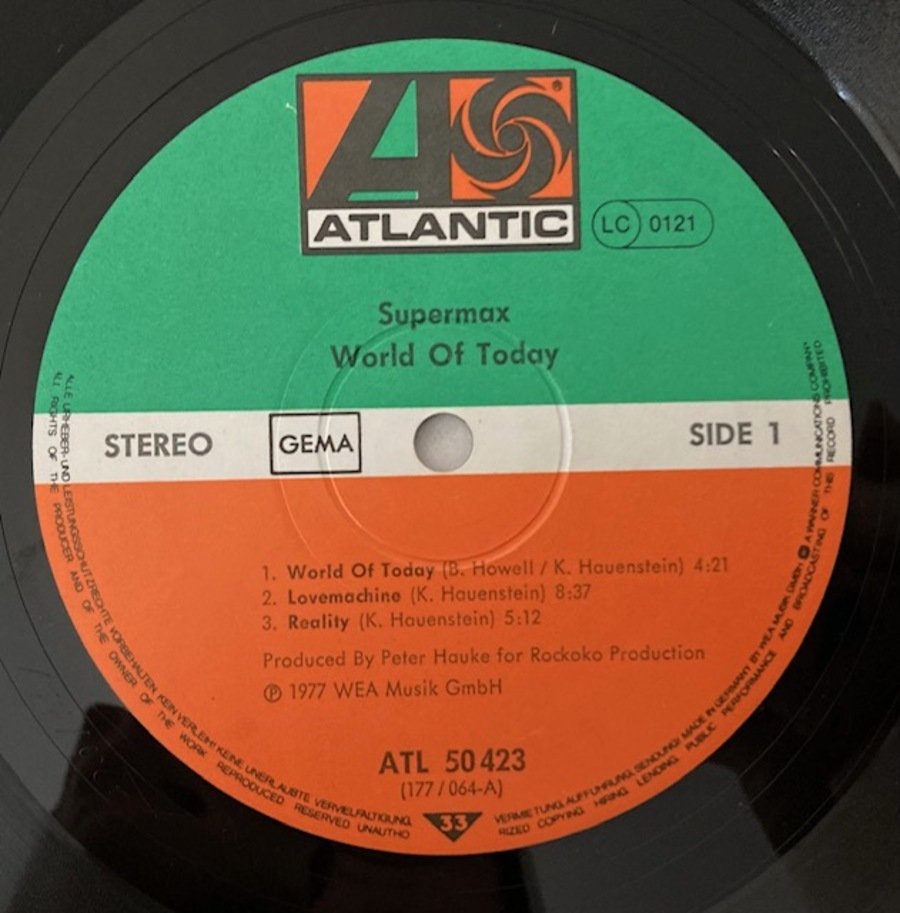 A
®
ATLANTIC
LC 0121
Supermax
World Of Today
STEREO
GEMA
SIDE 1
1. World Of Today (B. Howell / K. Hauenstein) 4:21
2. Lovemachine (K. Hauenstein) 8:37
3. Reality (K. Hauenstein) 5:12
Produced By Peter Hauke for Rockoko Production
℗ 1977 WEA Musik GmbH
ATL 50 423
(177 / 064-A)
33
ALLE URHEBER- UND LEISTUNGSSCHUTZRECHTE VORBEHALTEN KEIN VERLEIH! KEINE UNERLAUBTE VERVIELFÄLTIGUNG, VERMIETUNG, AUFFÜHRUNG, SENDUNG! MADE IN GERMANY BY WEA MUSIK GMBH A WARNER COMMUNICATIONS COMPANY
ALL RIGHTS OF THE PRODUCER AND OF THE OWNER OF THE WORK REPRODUCED RESERVED UNAUTHORIZED COPYING, HIRING, LENDING, PUBLIC PERFORMANCE AND BROADCASTING OF THIS RECORD PROHIBITED